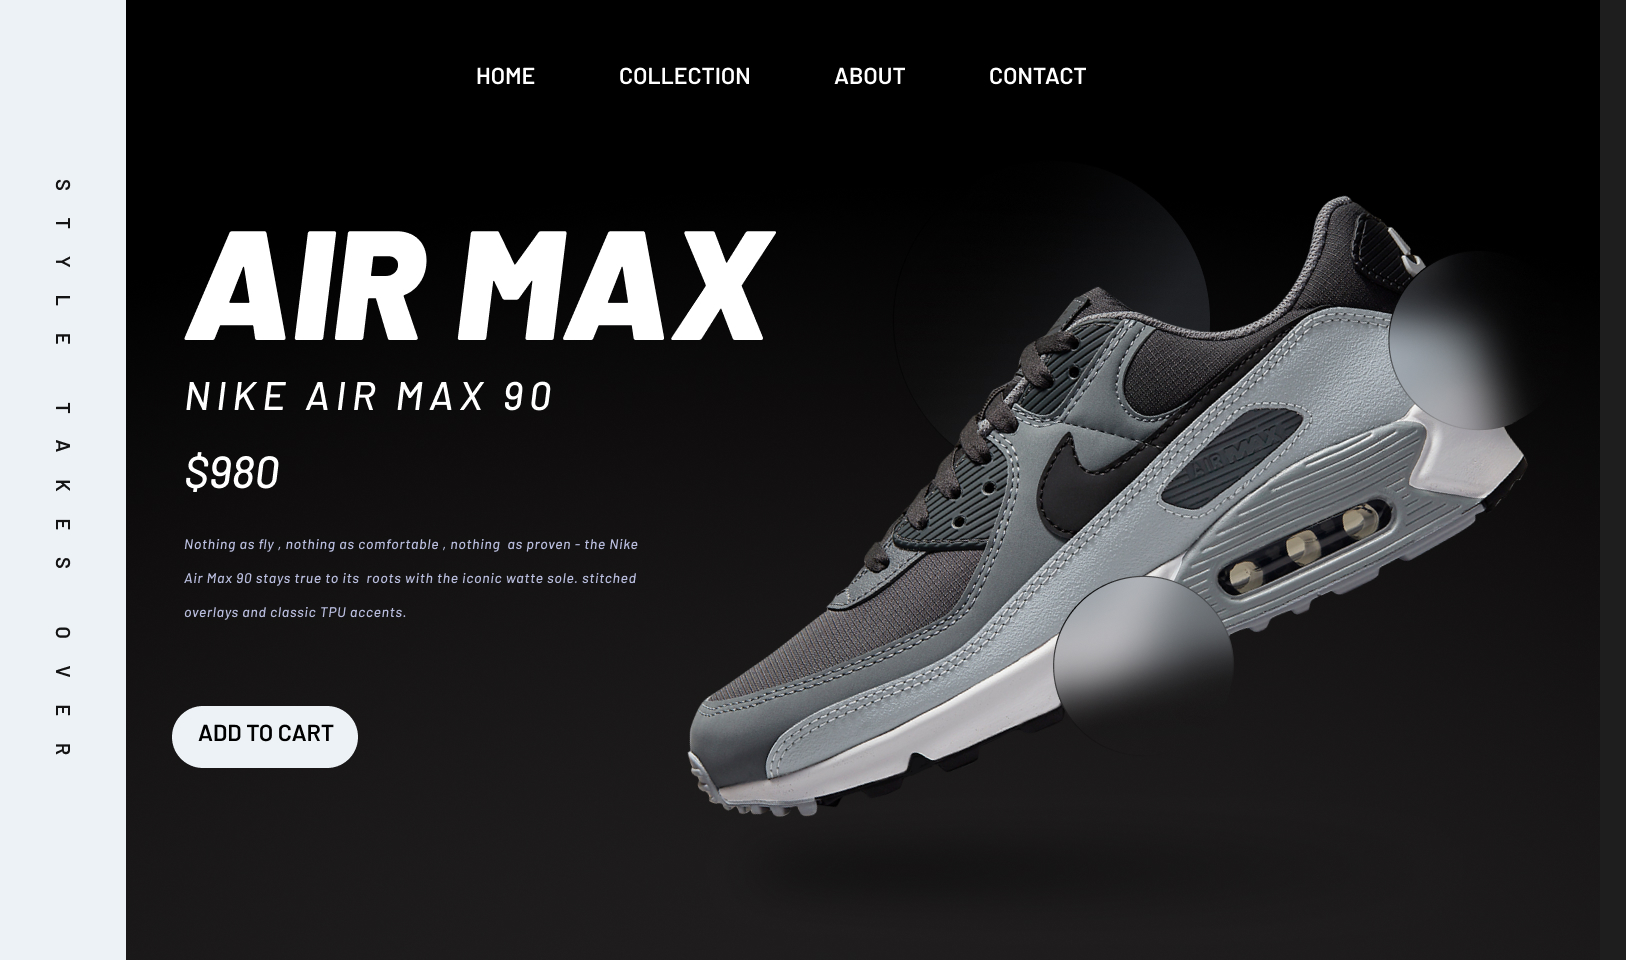 HOME COLLECTION ABOUT CONTACT
STYLE TAKES OVER
AIR MAX
NIKE AIR MAX 90
$980
Nothing as fly , nothing as comfortable , nothing  as proven - the Nike
Air Max 90 stays true to its  roots with the iconic watte sole. stitched
overlays and classic TPU accents.
ADD TO CART
AIR MAX